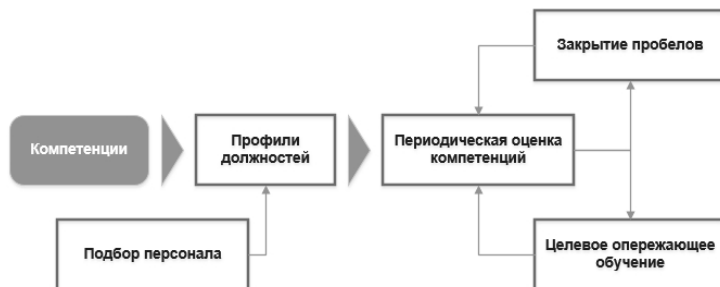 Закрытие пробелов
Компетенции
Профили
должностей
Периодическая оценка
компетенций
Подбор персонала
Целевое опережающее
обучение